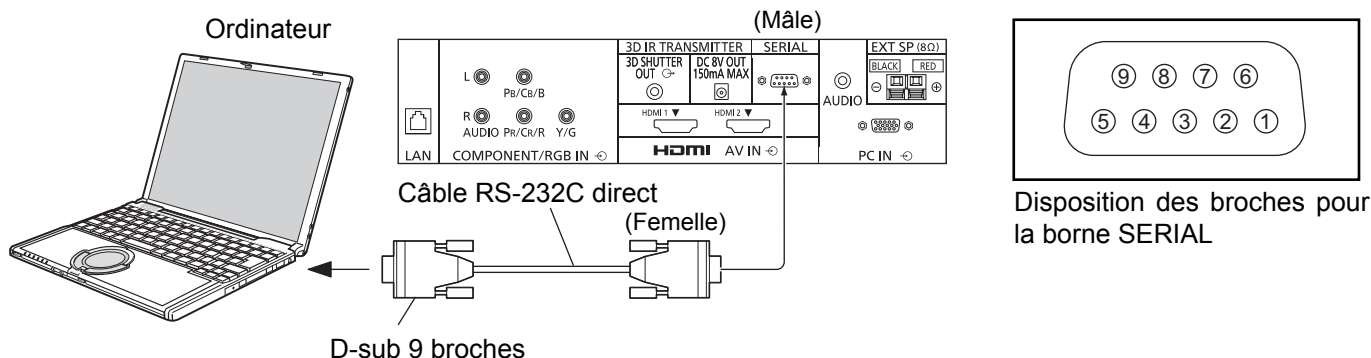 Ordinateur
(Mâle)
3D IR TRANSMITTER
SERIAL
EXT SP (8Ω)
3D SHUTTER
OUT
DC 8V OUT
150mA MAX
BLACK
RED
L
PB/CB/B
AUDIO
R
AUDIO PR/CR/R Y/G
HDMI 1 ▼
HDMI 2 ▼
LAN
COMPONENT/RGB IN
HDMI AV IN
PC IN
9 8 7 6
5 4 3 2 1
Câble RS-232C direct
(Femelle)
D-sub 9 broches
Disposition des broches pour
la borne SERIAL